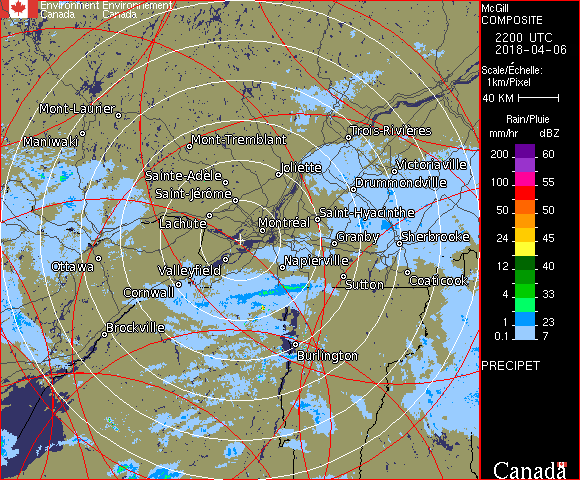 Environment Environnement
Canada Canada
McGill
COMPOSITE
2200 UTC
2018-04-06
Scale/Échelle:
1km/Pixel
40 KM
Rain/Pluie
mm/hr dBZ
200 60
100 55
50 50
24 45
12 40
4 33
1 23
0.1 7
PRECIPET
Canada
Mont-Laurier
Maniwaki
Mont-Tremblant
Trois-Rivières
Joliette
Victoriaville
Sainte-Adèle
Drummondville
Saint-Jérôme
Lachute
Saint-Hyacinthe
Montréal
Granby
Sherbrooke
Ottawa
Valleyfield
Napierville
Cornwall
Sutton
Coaticook
Brockville
Burlington